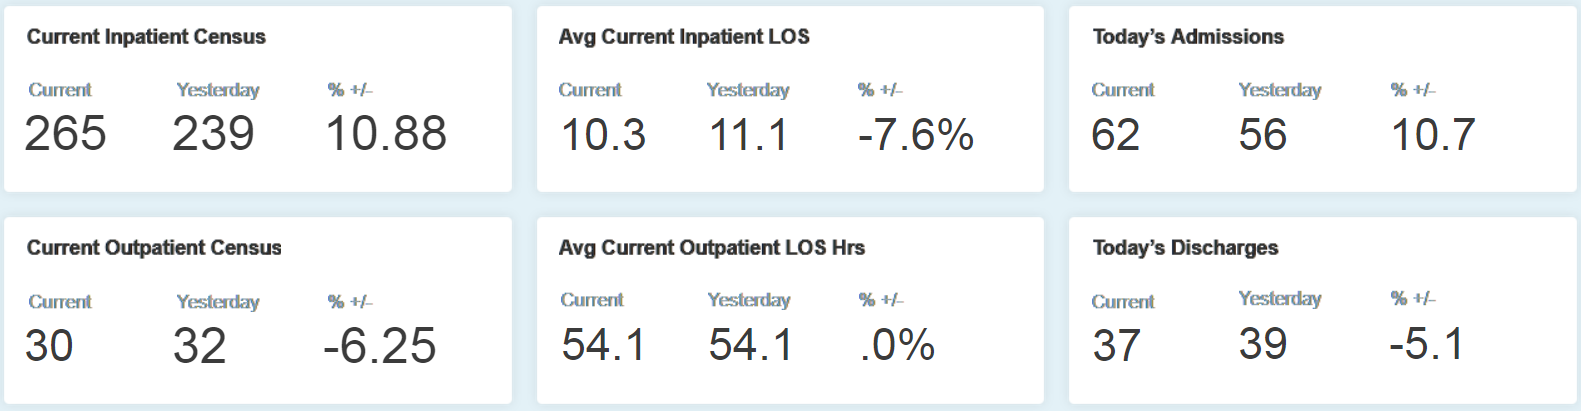 Current Inpatient Census
Current Yesterday % +/-
265 239 10.88
Avg Current Inpatient LOS
Current Yesterday % +/-
10.3 11.1 -7.6%
Today’s Admissions
Current Yesterday % +/-
62 56 10.7
Current Outpatient Census
Current Yesterday % +/-
30 32 -6.25
Avg Current Outpatient LOS Hrs
Current Yesterday % +/-
54.1 54.1 .0%
Today’s Discharges
Current Yesterday % +/-
37 39 -5.1